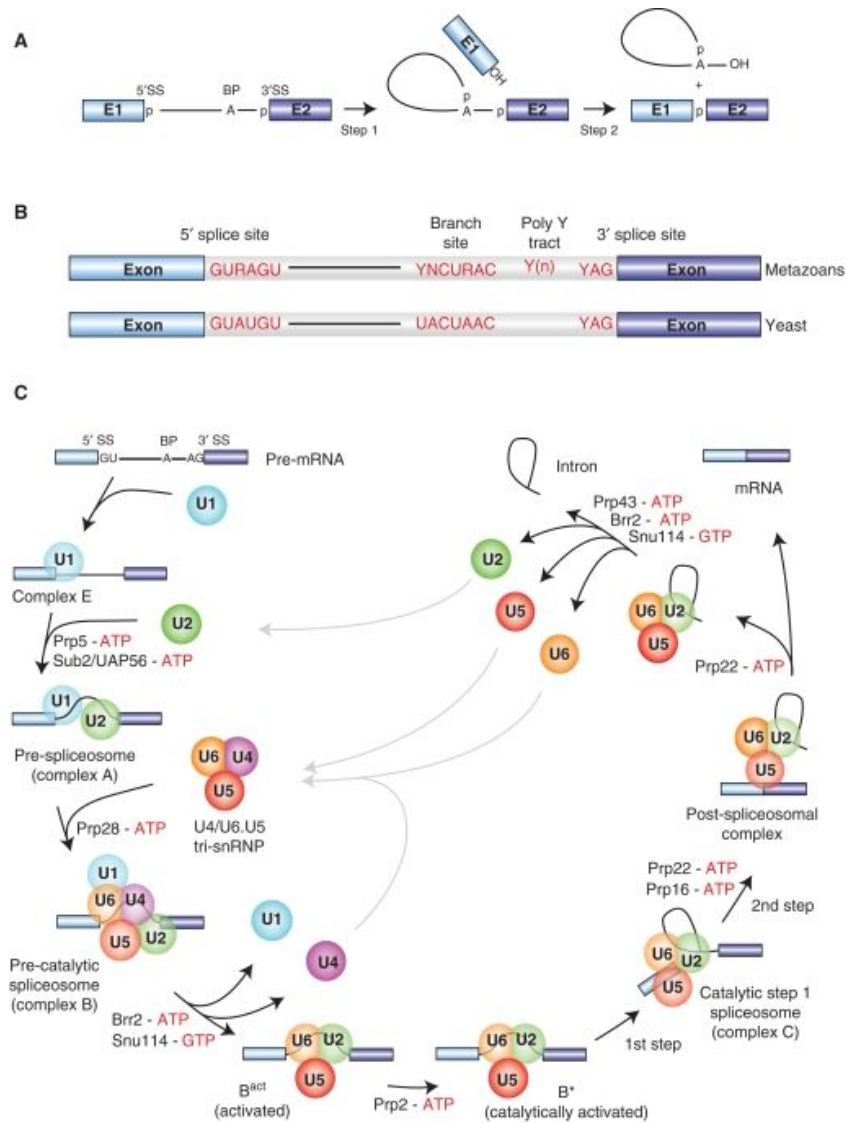 A
5'SS
BP
3'SS
E1
p
A
p
E2
Step 1
E1
OH
p
A
p
E2
Step 2
p
A
OH
+
E1
p
E2
B
5' splice site
Branch site
Poly Y tract
3' splice site
Exon GURAGU YNCURAC Y(n) YAG Exon Metazoans
Exon GUAUGU UACUAAC YAG Exon Yeast
C
5' SS BP 3' SS
GU A AG
Pre-mRNA
U1
U1
Complex E
U2
Prp5 - ATP
Sub2/UAP56 - ATP
U1
U2
Pre-spliceosome
(complex A)
U6 U4
U5
U4/U6.U5
tri-snRNP
Prp28 - ATP
U1
U6 U4
U5 U2
Pre-catalytic
spliceosome
(complex B)
U1
U4
Brr2 - ATP
Snu114 - GTP
U6 U2
U5
Bact
(activated)
Prp2 - ATP
U6 U2
U5
B*
(catalytically activated)
1st step
U6 U2
U5
Catalytic step 1
spliceosome
(complex C)
Prp22 - ATP
Prp16 - ATP
2nd step
U6 U2
U5
Post-spliceosomal
complex
Prp22 - ATP
mRNA
U6 U2
U5
Prp43 - ATP
Brr2 - ATP
Snu114 - GTP
Intron
U2
U5
U6